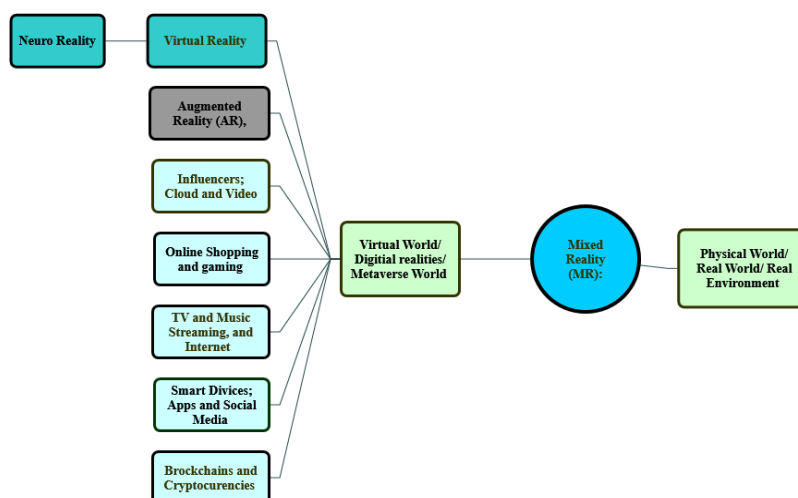 Neuro Reality
Virtual Reality
Augmented
Reality (AR),
Influencers;
Cloud and Video
Online Shopping
and gaming
TV and Music
Streaming, and
Internet
Smart Divices;
Apps and Social
Media
Brockchains and
Cryptocurencies
Virtual World/
Digitial realities/
Metaverse World
Mixed
Reality
(MR):
Physical World/
Real World/ Real
Environment